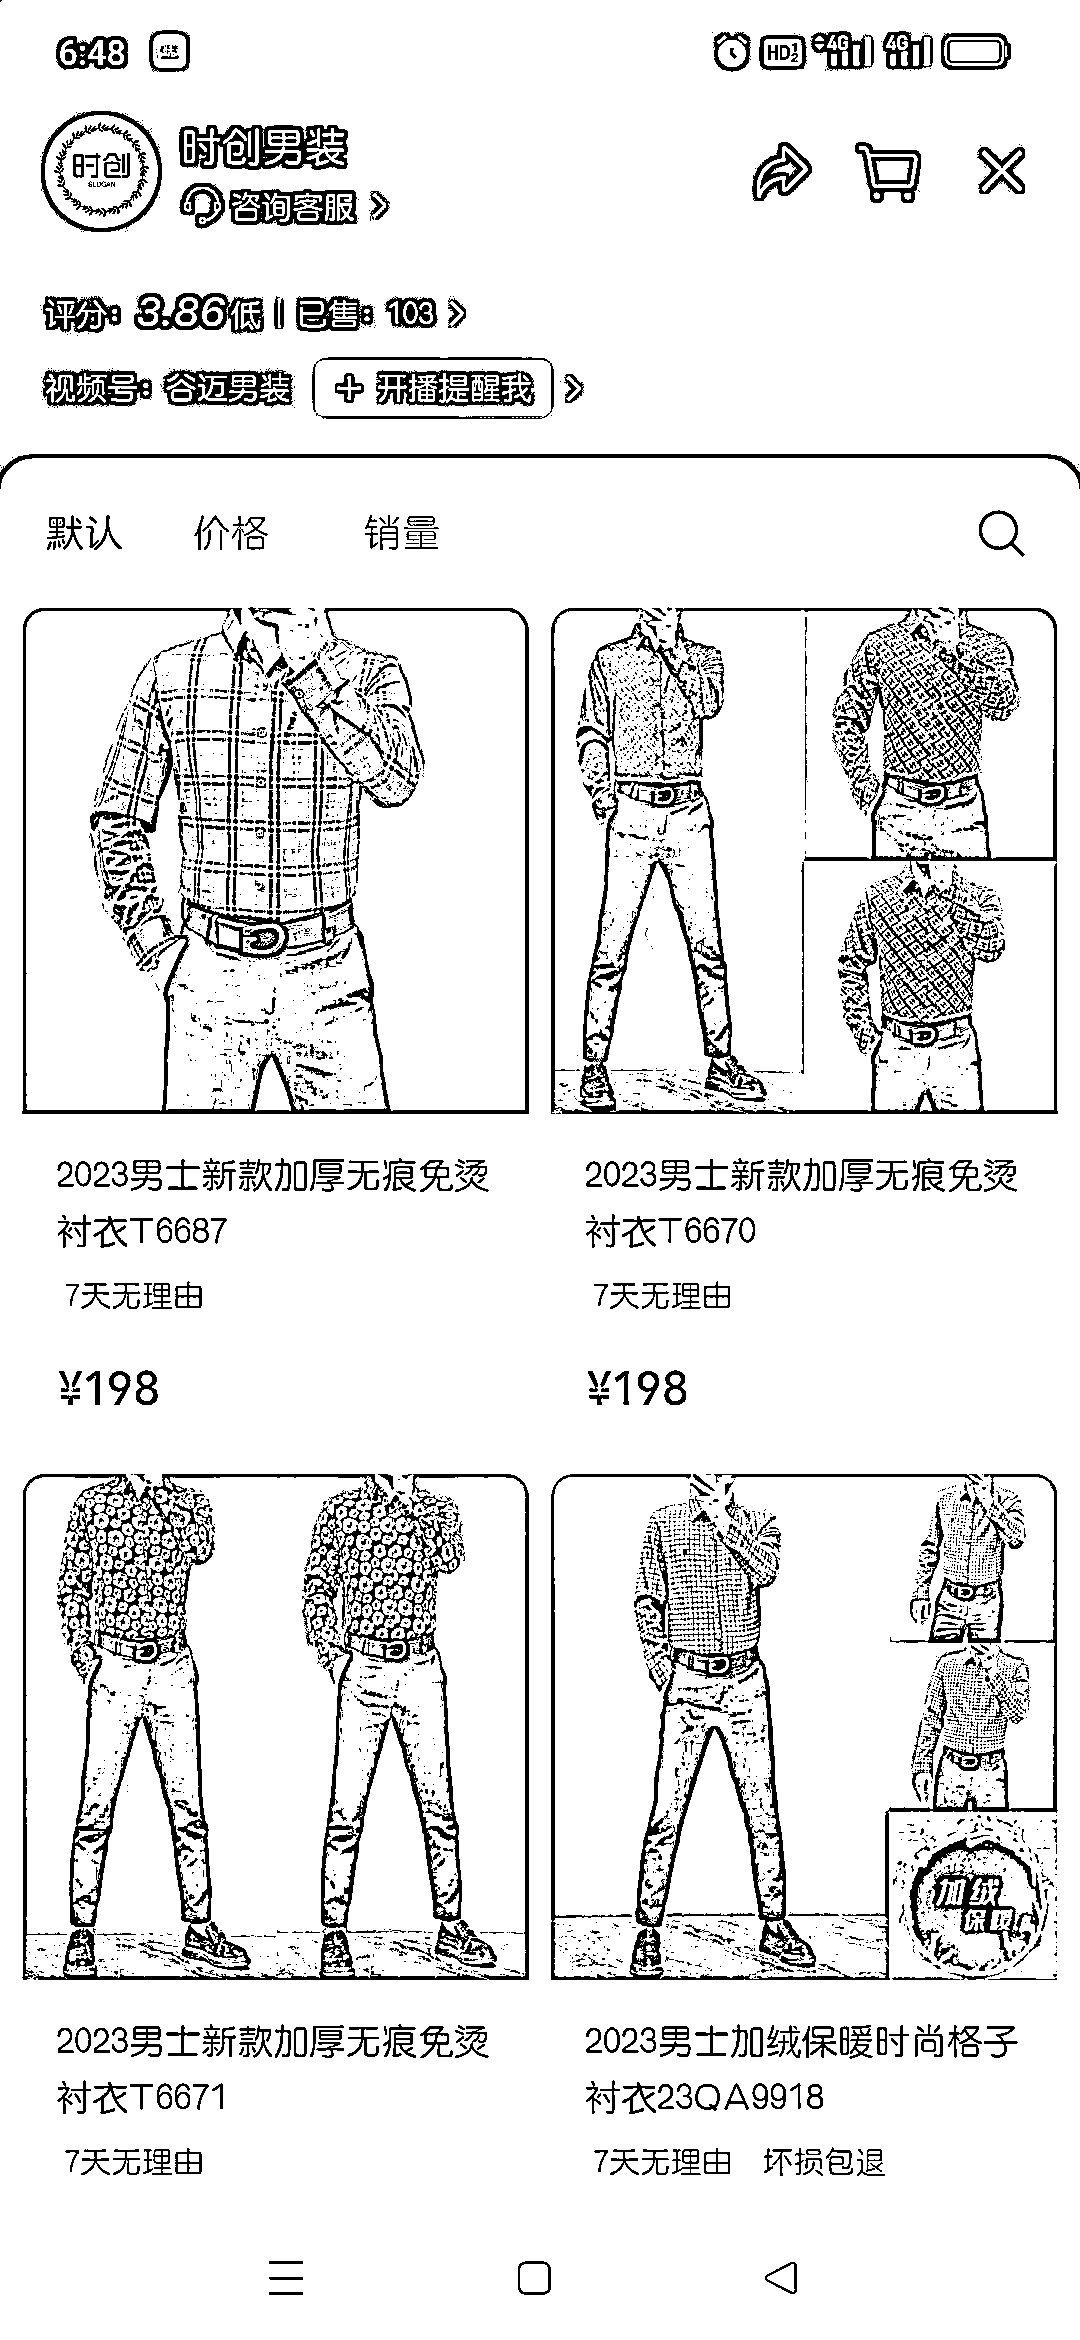 6:48
HD 1 2 4G 4G
时创
SLOGAN
时创男装
咨询客服
评分: 3.86低 | 已售: 103
视频号: 谷迈男装 + 开播提醒我
默认 价格 销量
2023男士新款加厚无痕免烫
衬衣T6687
7天无理由
¥198
2023男士新款加厚无痕免烫
衬衣T6670
7天无理由
¥198
加绒
保暖
2023男士新款加厚无痕免烫
衬衣T6671
7天无理由
2023男士加绒保暖时尚格子
衬衣23QA9918
7天无理由 坏损包退